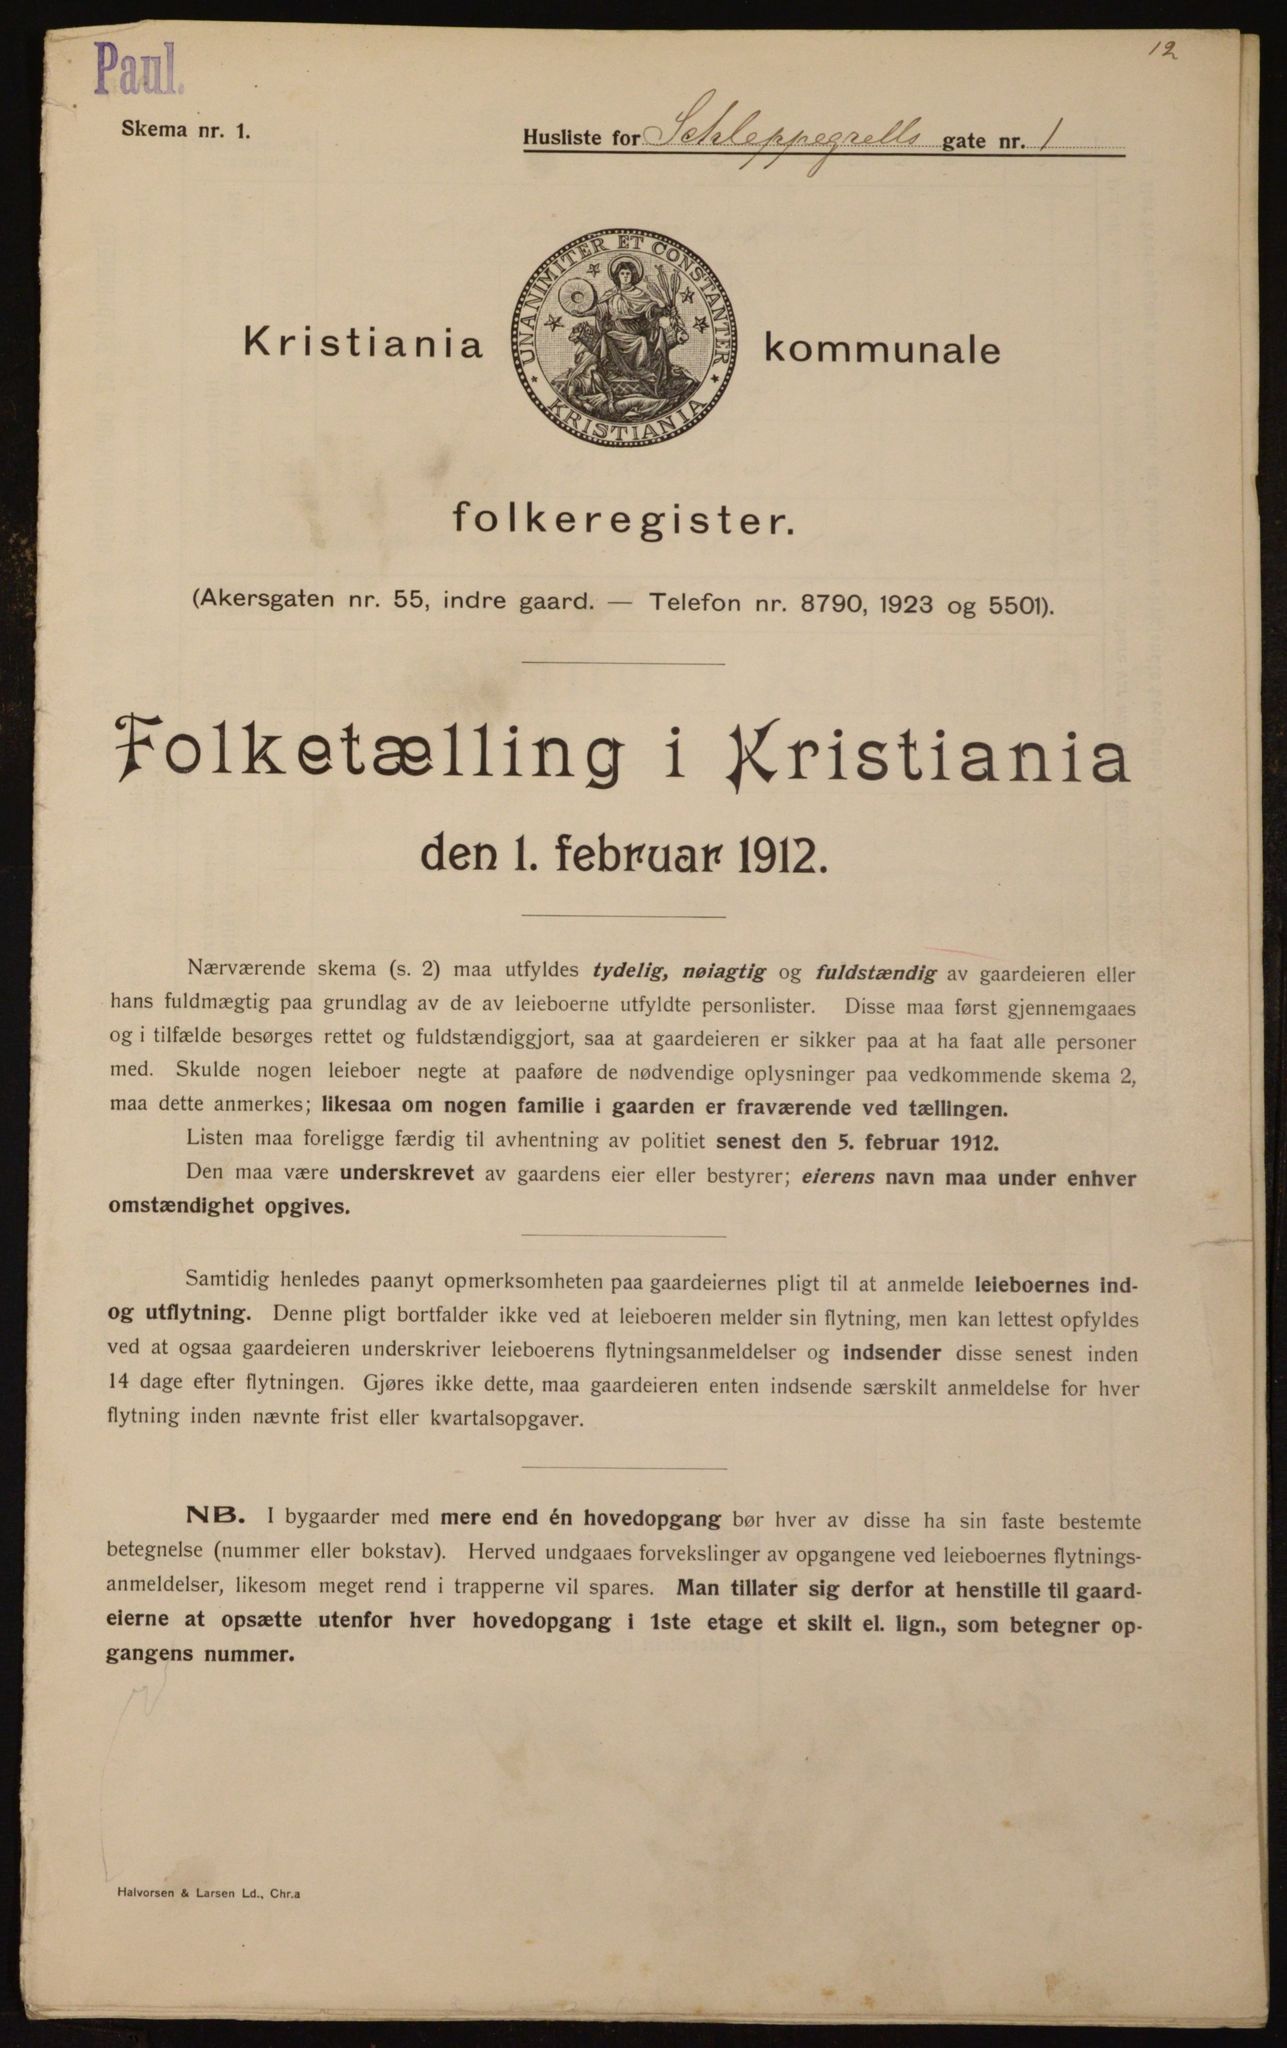 12
Paul.
Skema nr. 1.
Husliste for Schleppegrells gate nr. 1
UNANIMITER ET CONSTANTER
KRISTIANIA
Kristiania kommunale
folkeregister.
(Akersgaten nr. 55, indre gaard. — Telefon nr. 8790, 1923 og 5501).
Folketælling i Kristiania
den 1. februar 1912.
Nærværende skema (s. 2) maa utfyldes tydelig, nøiagtig og fuldstændig av gaardeieren eller
hans fuldmægtig paa grundlag av de av leieboerne utfyldte personlister. Disse maa først gjennemgaaes
og i tilfælde besørges rettet og fuldstændiggjort, saa at gaardeieren er sikker paa at ha faat alle personer
med. Skulde nogen leieboer negte at paaføre de nødvendige oplysninger paa vedkommende skema 2,
maa dette anmerkes; likesaa om nogen familie i gaarden er fraværende ved tællingen.
Listen maa foreligge færdig til avhentning av politiet senest den 5. februar 1912.
Den maa være underskrevet av gaardens eier eller bestyrer; eierens navn maa under enhver
omstændighet opgives.
Samtidig henledes paanyt opmerksomheten paa gaardeiernes pligt til at anmelde leieboernes ind-
og utflytning. Denne pligt bortfalder ikke ved at leieboeren melder sin flytning, men kan lettest opfyldes
ved at ogsaa gaardeieren underskriver leieboerens flytningsanmeldelser og indsender disse senest inden
14 dage efter flytningen. Gjøres ikke dette, maa gaardeieren enten indsende særskilt anmeldelse for hver
flytning inden nævnte frist eller kvartalsopgaver.
NB. I bygaarder med mere end én hovedopgang bør hver av disse ha sin faste bestemte
betegnelse (nummer eller bokstav). Herved undgaaes forvekslinger av opgangene ved leieboernes flytnings-
anmeldelser, likesom meget rend i trapperne vil spares. Man tillater sig derfor at henstille til gaard-
eierne at opsætte utenfor hver hovedopgang i 1ste etage et skilt el. lign., som betegner op-
gangens nummer.
Halvorsen & Larsen Ld., Chr.a